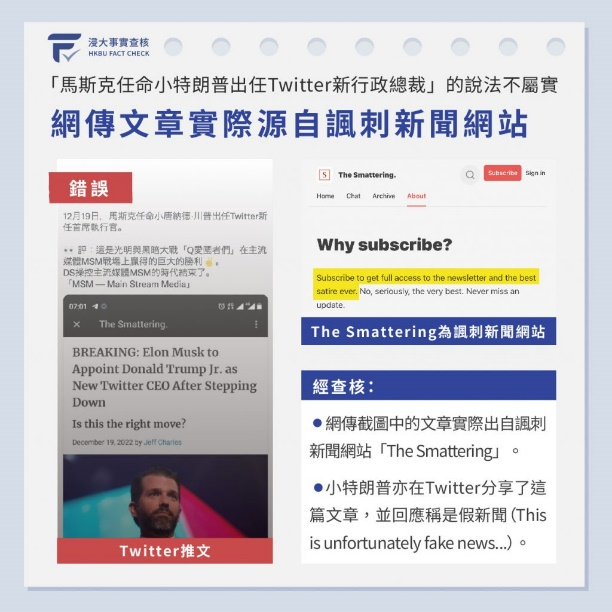 浸大事實查核
HKBU FACT CHECK
「馬斯克任命小特朗普出任Twitter新行政總裁」的說法不屬實
網傳文章實際源自諷刺新聞網站
錯誤
12月19日，馬斯克任命小唐納德·川普出任Twitter新
任首席執行官。
👀 評：這是光明與黑暗大戰「Q愛國者們」在主流
媒體MSM戰場上贏得的巨大的勝利✌。
DS操控主流媒體MSM的時代結束了。
「MSM — Main Stream Media」
07:01
The Smattering.
BREAKING: Elon Musk to
Appoint Donald Trump Jr. as
New Twitter CEO After Stepping
Down
Is this the right move?
December 19, 2022 by Jeff Charles
Twitter推文
S The Smattering.
Subscribe
Sign in
Home Chat Archive About
Why subscribe?
Subscribe to get full access to the newsletter and the best
satire ever. No, seriously, the very best. Never miss an
update.
The Smattering為諷刺新聞網站
經查核：
●網傳截圖中的文章實際出自諷刺
新聞網站「The Smattering」。
●小特朗普亦在Twitter分享了這
篇文章，並回應稱是假新聞（This
is unfortunately fake news...）。